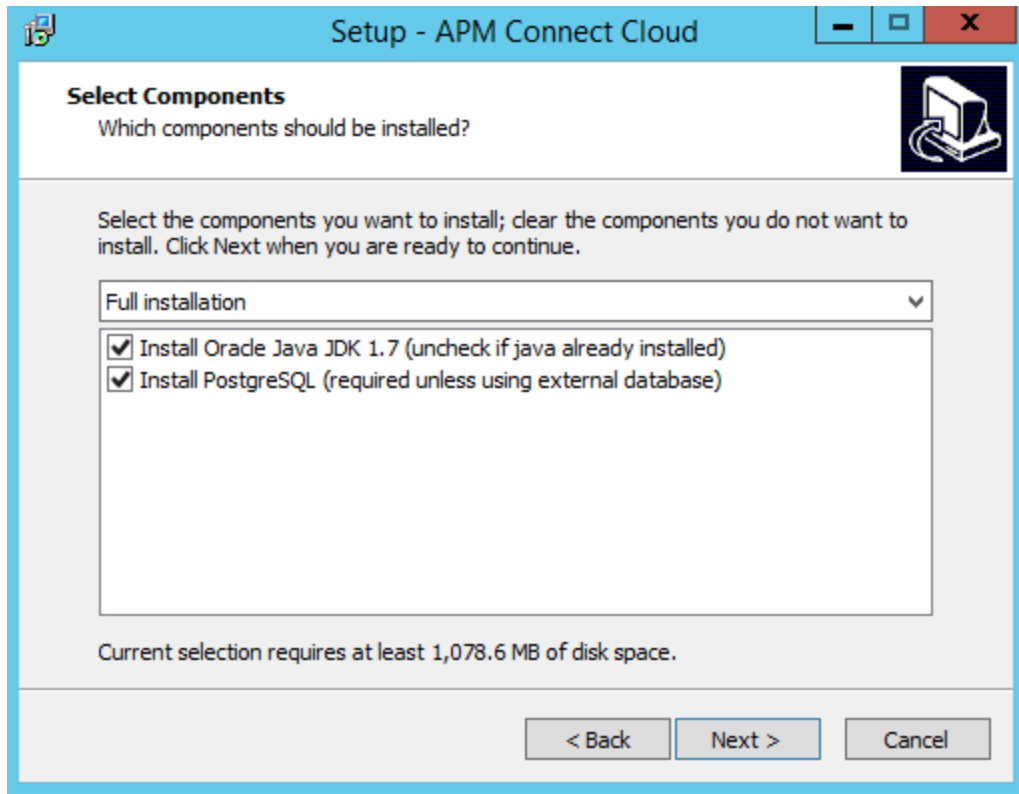 Setup - APM Connect Cloud
Select Components
Which components should be installed?
Select the components you want to install; clear the components you do not want to
install. Click Next when you are ready to continue.
Full installation
Install Oracle Java JDK 1.7 (uncheck if java already installed)
Install PostgreSQL (required unless using external database)
Current selection requires at least 1,078.6 MB of disk space.
< Back Next > Cancel